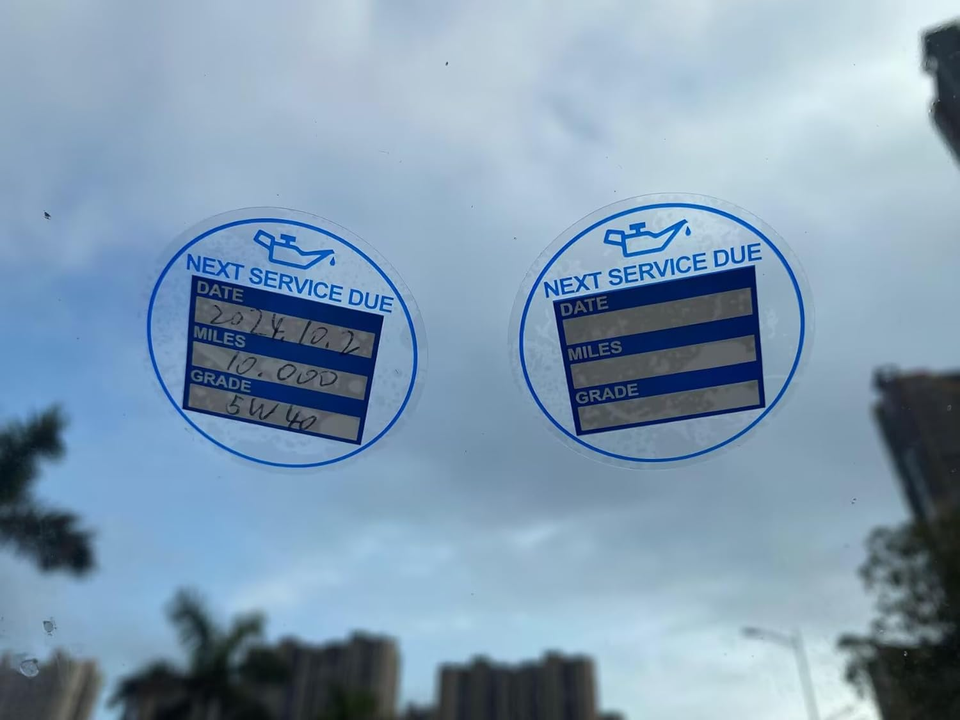 NEXT SERVICE DUE
DATE
2024.10.2
MILES
10.000
GRADE
5W40
NEXT SERVICE DUE
DATE
MILES
GRADE